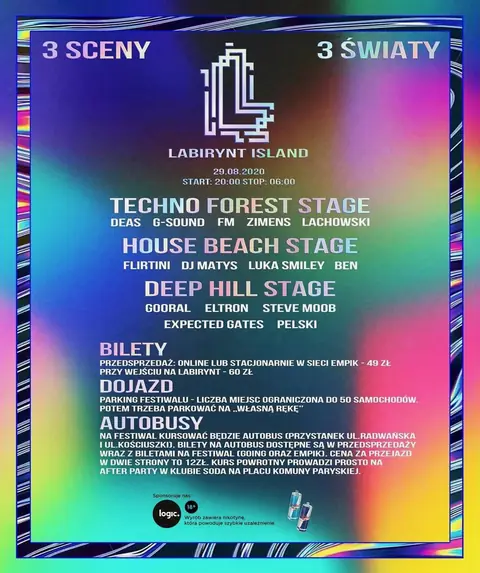 3 SCENY 3 ŚWIATY
LABIRYNT ISLAND
29.08.2020
START: 20:00 STOP: 06:00
TECHNO FOREST STAGE
DEAS G-SOUND FM ZIMENS LACHOWSKI
HOUSE BEACH STAGE
FLIRTINI DJ MATYS LUKA SMILEY BEN
DEEP HILL STAGE
GOORAL ELTRON STEVE MOOB
EXPECTED GATES PELSKI
BILETY
PRZEDSPRZEDAŻ: ONLINE LUB STACJONARNIE W SIECI EMPIK - 49 ZŁ
PRZY WEJŚCIU NA LABIRYNT - 60 ZŁ
DOJAZD
PARKING FESTIWALU - LICZBA MIEJSC OGRANICZONA DO 50 SAMOCHODÓW.
POTEM TRZEBA PARKOWAĆ NA ,,WŁASNĄ RĘKĘ"
AUTOBUSY
NA FESTIWAL KURSOWAĆ BĘDZIE AUTOBUS (PRZYSTANEK UL.RADWAŃSKA
I UL.KOŚCIUSZKI). BILETY NA AUTOBUS DOSTĘPNE SĄ W PRZEDSPRZEDAŻY
WRAZ Z BILETAMI NA FESTIWAL (GOING ORAZ EMPIK). CENA ZA PRZEJAZD
W DWIE STRONY TO 12ZŁ. KURS POWROTNY PROWADZI PROSTO NA
AFTER PARTY W KLUBIE SODA NA PLACU KOMUNY PARYSKIEJ.
Sponsoruje nas
logic. 18+
Wyrób zawiera nikotynę,
która powoduje szybkie uzależnienie